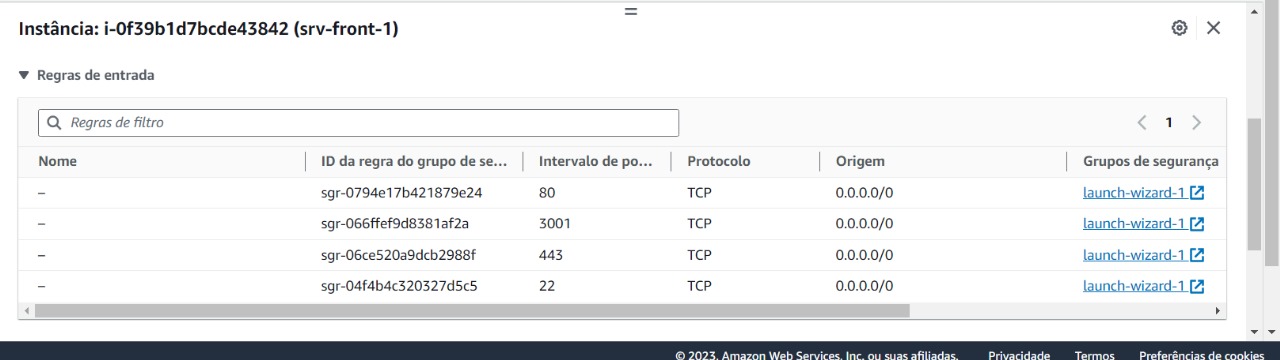 Instância: i-0f39b1d7bcde43842 (srv-front-1)
Regras de entrada
Regras de filtro
1
Nome ID da regra do grupo de se... Intervalo de po... Protocolo Origem Grupos de segurança
– sgr-0794e17b421879e24 80 TCP 0.0.0.0/0 launch-wizard-1
– sgr-066ffef9d8381af2a 3001 TCP 0.0.0.0/0 launch-wizard-1
– sgr-06ce520a9dcb2988f 443 TCP 0.0.0.0/0 launch-wizard-1
– sgr-04f4b4c320327d5c5 22 TCP 0.0.0.0/0 launch-wizard-1
© 2023, Amazon Web Services, Inc. ou suas afiliadas. Privacidade Termos Preferências de cookies